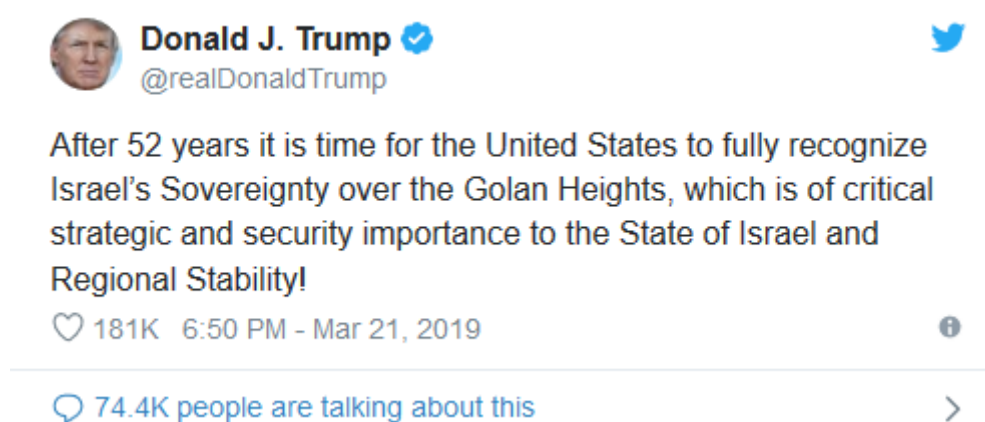 Donald J. Trump
@realDonaldTrump
After 52 years it is time for the United States to fully recognize
Israel’s Sovereignty over the Golan Heights, which is of critical
strategic and security importance to the State of Israel and
Regional Stability!
181K 6:50 PM - Mar 21, 2019
74.4K people are talking about this